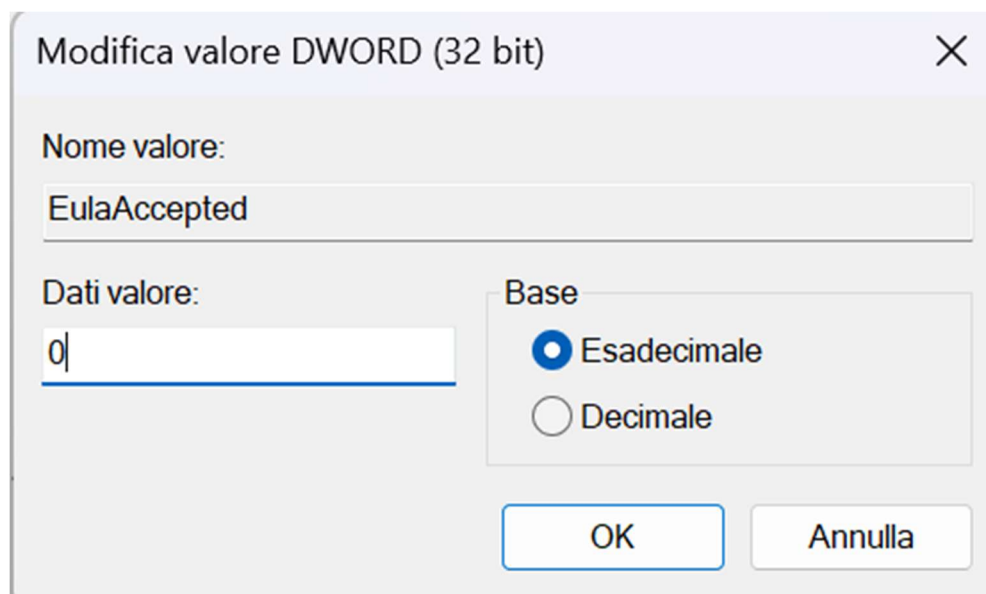 Modifica valore DWORD (32 bit)
Nome valore:
EulaAccepted
Dati valore:
0
Base
Esadecimale
Decimale
OK
Annulla